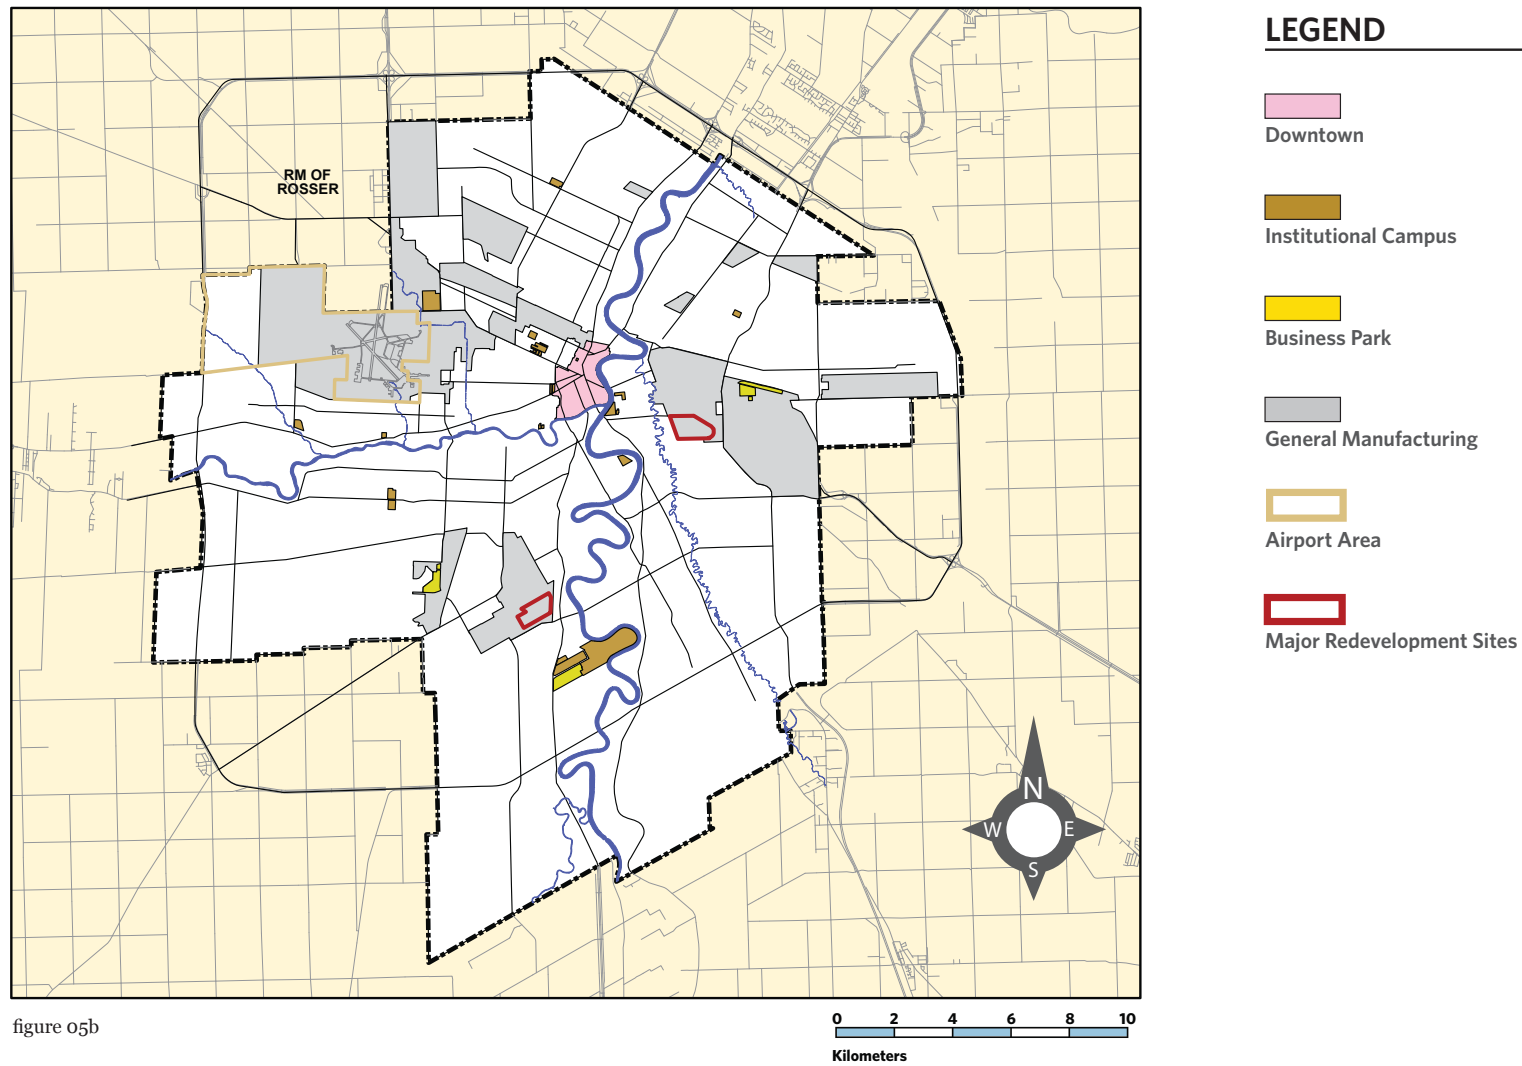 LEGEND
Downtown
Institutional Campus
Business Park
General Manufacturing
Airport Area
Major Redevelopment Sites
RM OF
ROSSER
N
W E
S
figure 05b
0 2 4 6 8 10
Kilometers